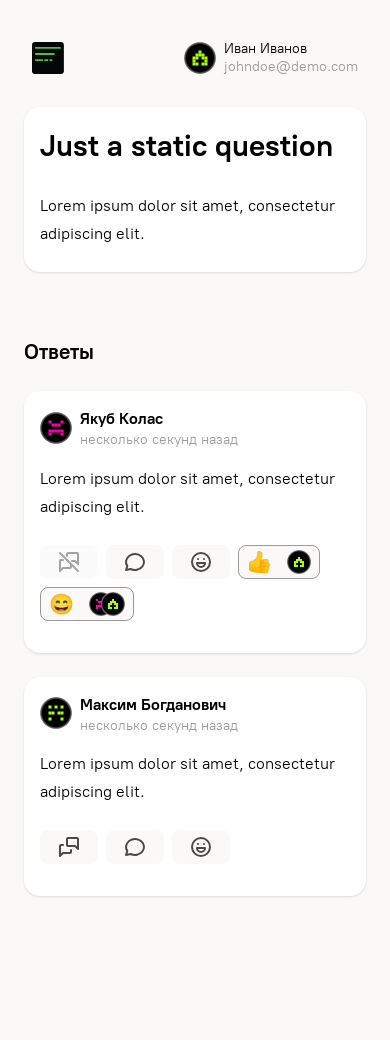 Иван Иванов
johndoe@demo.com
Just a static question
Lorem ipsum dolor sit amet, consectetur
adipiscing elit.
Ответы
Якуб Колас
несколько секунд назад
Lorem ipsum dolor sit amet, consectetur
adipiscing elit.
Максим Богданович
несколько секунд назад
Lorem ipsum dolor sit amet, consectetur
adipiscing elit.